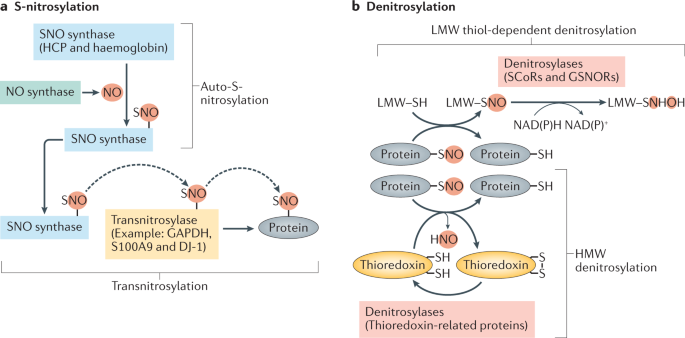 a S-nitrosylation
SNO synthase
(HCP and haemoglobin)
NO synthase
NO
SNO
Auto-S-
nitrosylation
SNO synthase
SNO
SNO
SNO
SNO synthase
Transnitrosylase
(Example: GAPDH,
S100A9 and DJ-1)
Protein
Transnitrosylation
b Denitrosylation
LMW thiol-dependent denitrosylation
Denitrosylases
(SCoRs and GSNORs)
LMW–SH
LMW–SNO
LMW–SNHOH
NAD(P)H NAD(P)+
Protein
SNO
Protein
SH
Protein
SNO
Protein
SH
HNO
HMW
denitrosylation
Thioredoxin
SH
SH
Thioredoxin
S
S
Denitrosylases
(Thioredoxin-related proteins)